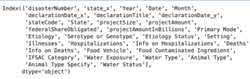 Index(['disasterNumber', 'state_x', 'Year', 'Date', 'Month',
'declarationDate_x', 'declarationTitle', 'declarationDate_y',
'stateCode', 'State', 'projectSize', 'projectAmount',
'federalShareObligated', 'projectAmountInBillions', 'Primary Mode',
'Etiology', 'Serotype or Genotype', 'Etiology Status', 'Setting',
'Illnesses', 'Hospitalizations', 'Info on Hospitalizations', 'Deaths',
'Info on Deaths', 'Food Vehicle', 'Food Contaminated Ingredient',
'IFSAC Category', 'Water Exposure', 'Water Type', 'Animal Type',
'Animal Type Specify', 'Water Status'],
dtype='object')